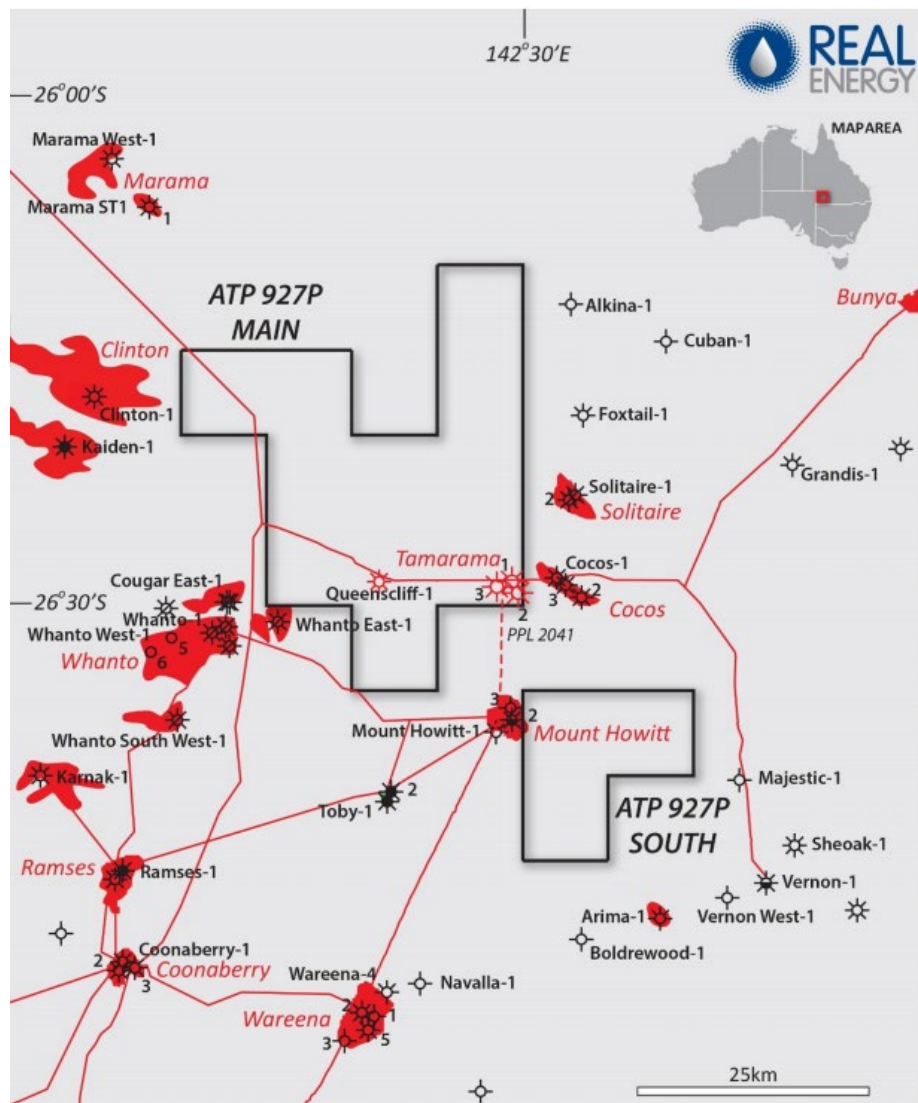 142°30'E
REAL
ENERGY
26°00'S
MAPAREA
Marama West-1
Marama
Marama ST1
1
ATP 927P
MAIN
Bunya
Alkina-1
Cuban-1
Clinton
Clinton-1
Foxtail-1
Kaiden-1
Grandis-1
Solitaire-1
2
Solitaire
Tamarama
1
Cocos-1
Cougar East-1
Queenscliff-1
3
3
2
26°30'S
2
Cocos
Whanto-1
Whanto East-1
Whanto West-1
5
PPL 2041
Whanto
6
3
2
Mount Howitt-1
Mount Howitt
Whanto South West-1
Karnak-1
2
Majestic-1
Toby-1
ATP 927P
SOUTH
Sheoak-1
Ramses
Ramses-1
Vernon-1
Arima-1
Vernon West-1
Boldrewood-1
Coonaberry-1
2
3
Coonaberry
Wareena-4
Navalla-1
2
1
Wareena
3
5
25km